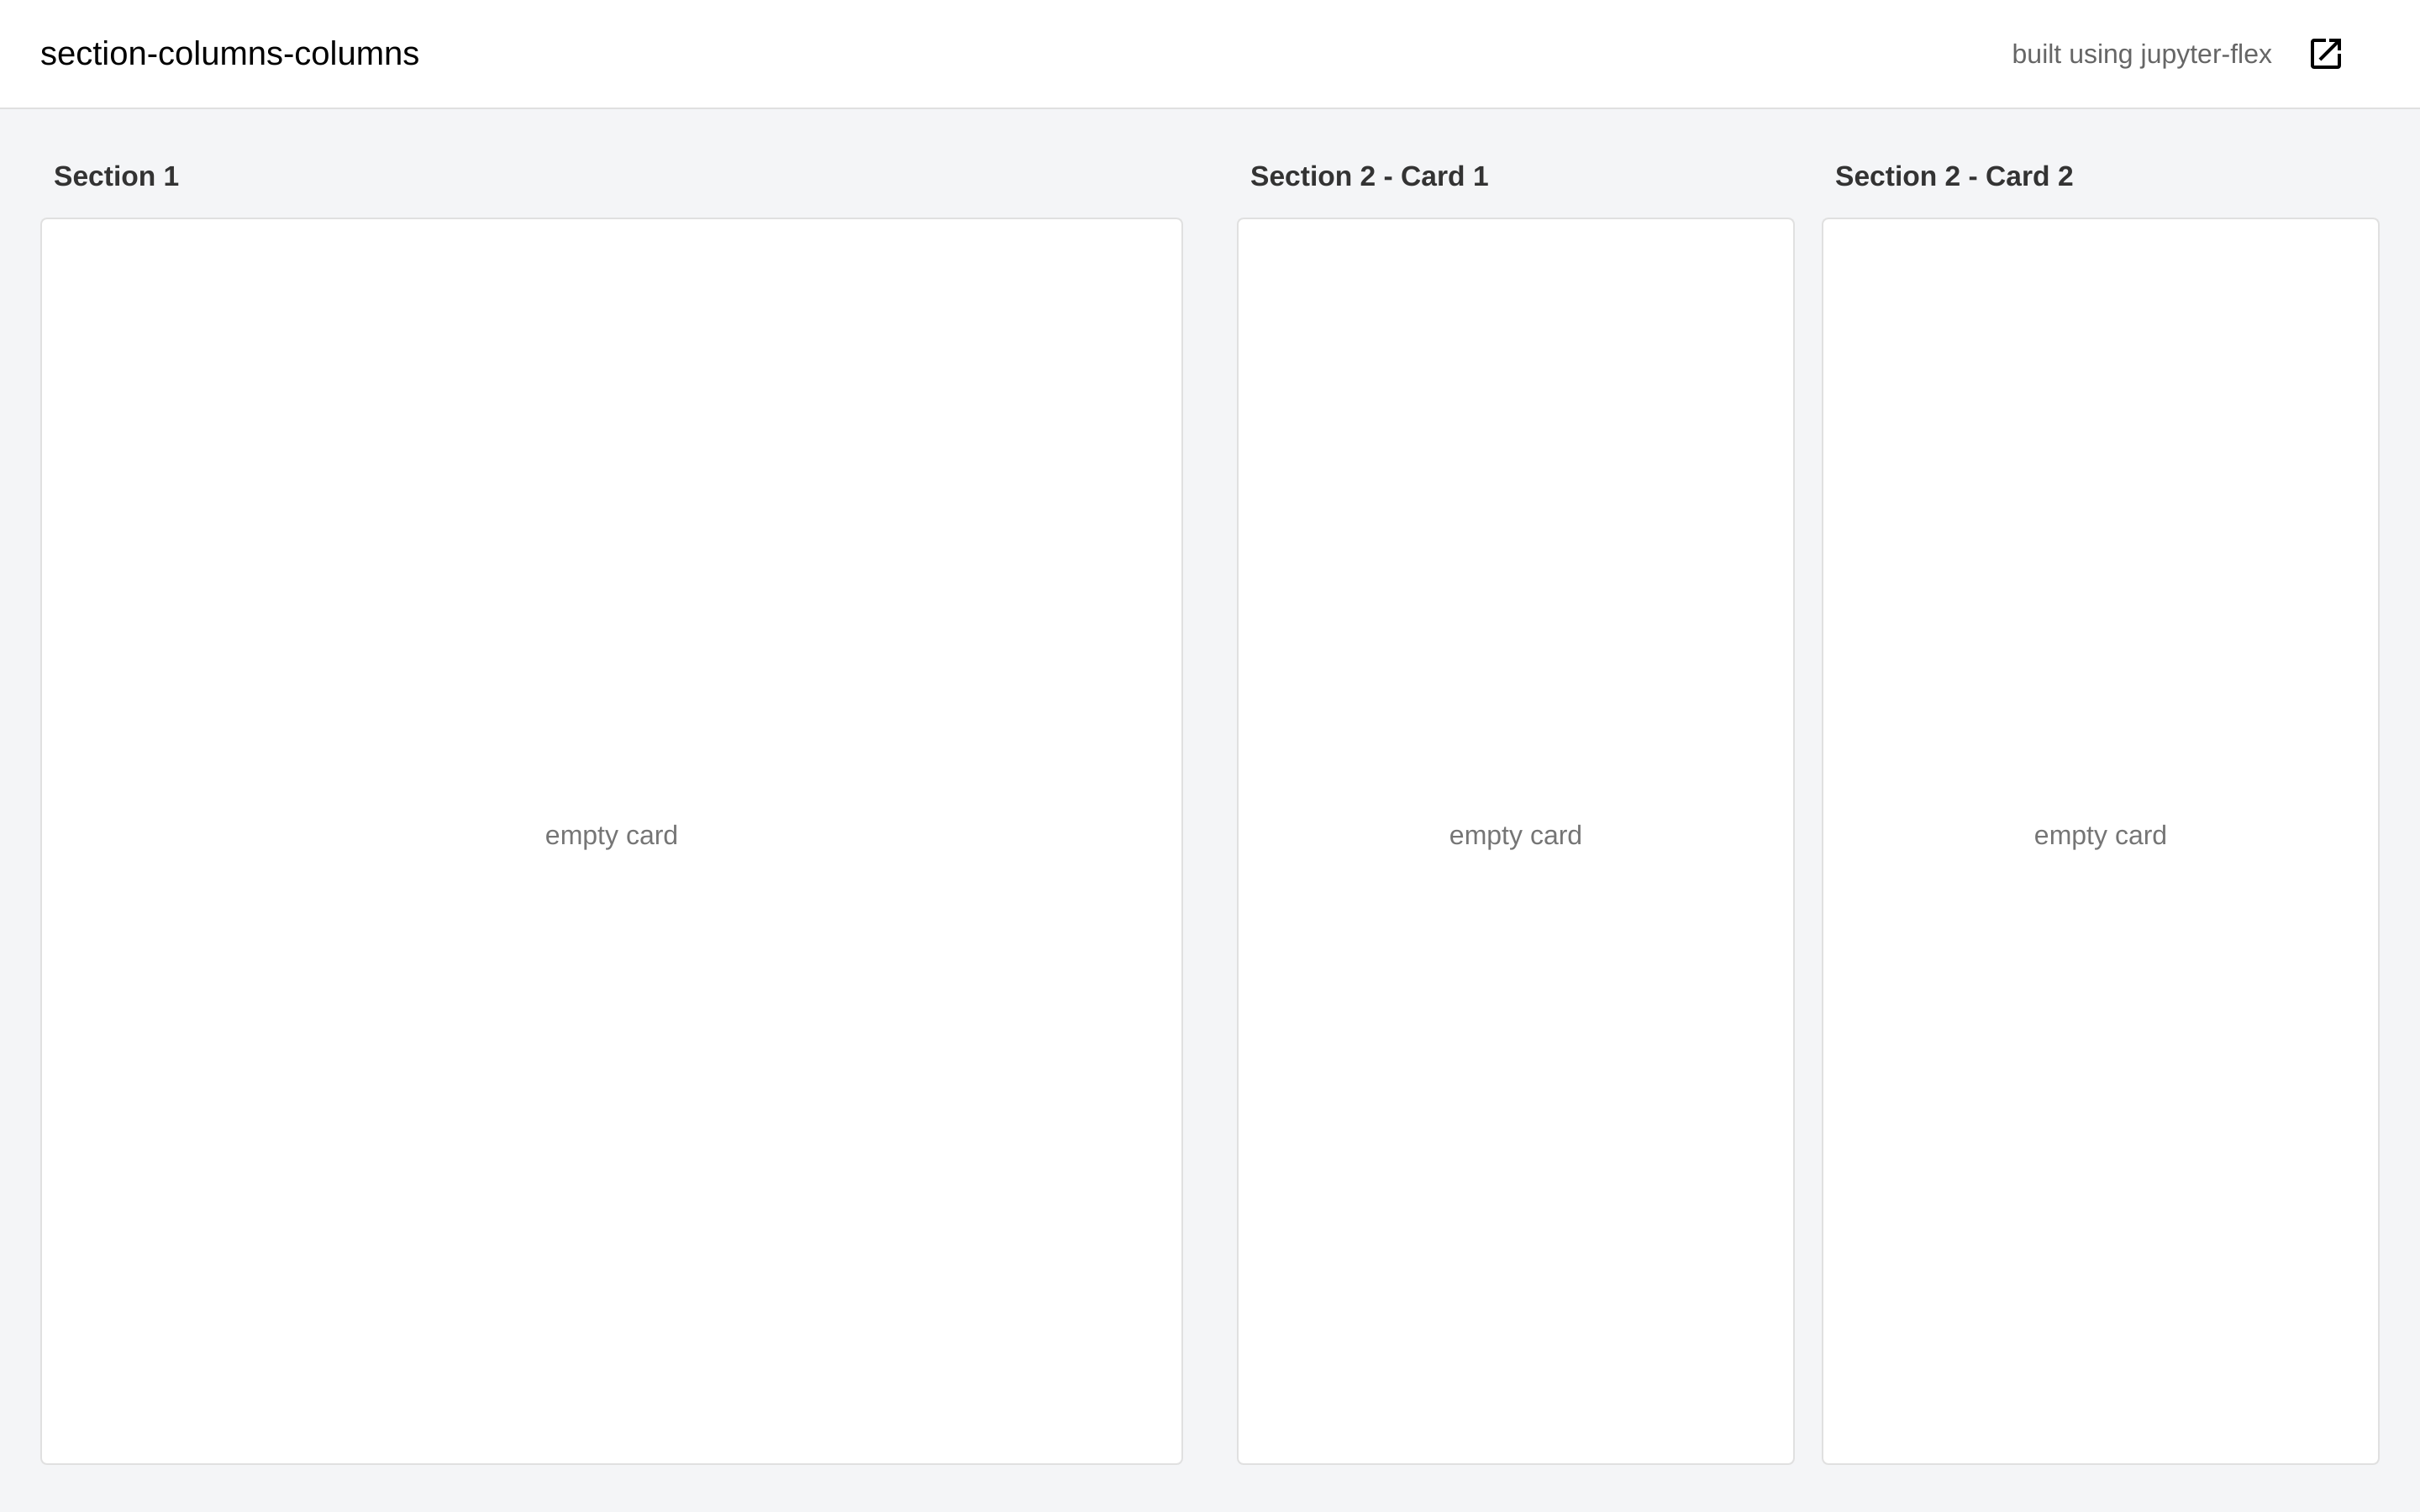 section-columns-columns
built using jupyter-flex
Section 1
Section 2 - Card 1
Section 2 - Card 2
empty card
empty card
empty card